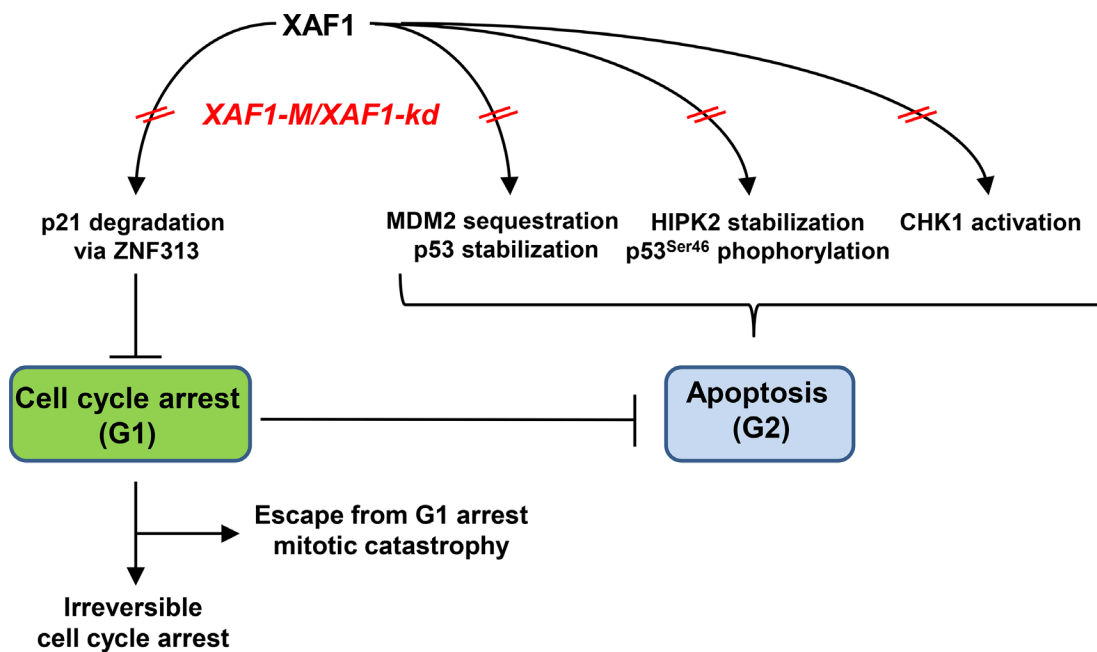 XAF1
XAF1-M/XAF1-kd
p21 degradation
via ZNF313
MDM2 sequestration
p53 stabilization
HIPK2 stabilization
p53Ser46 phophorylation
CHK1 activation
Cell cycle arrest
(G1)
Apoptosis
(G2)
Escape from G1 arrest
mitotic catastrophy
Irreversible
cell cycle arrest